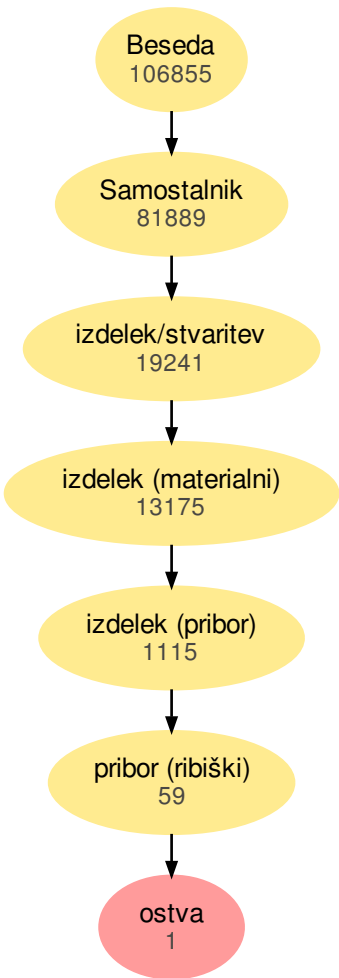 Beseda
106855
Samostalnik
81889
izdelek/stvaritev
19241
izdelek (materialni)
13175
izdelek (pribor)
1115
pribor (ribiški)
59
ostva
1